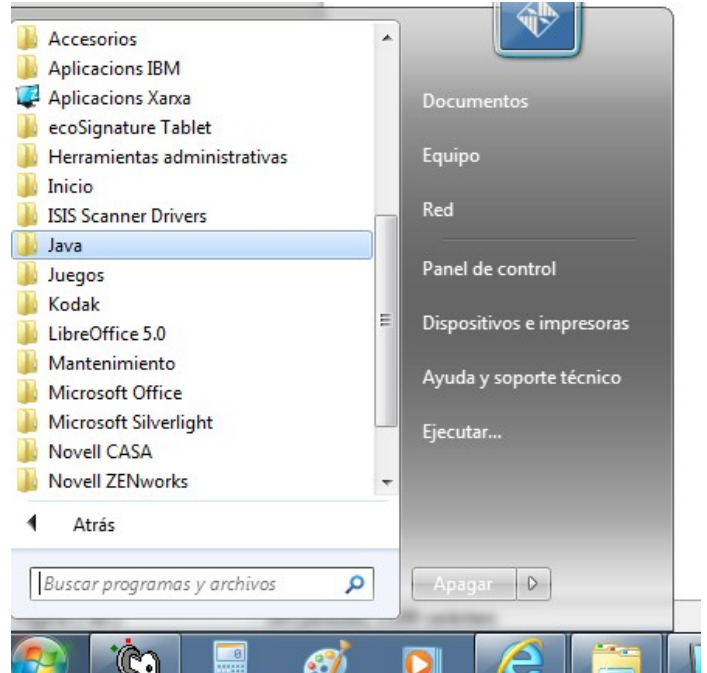 Accesorios
Aplicacions IBM
Aplicacions Xarxa
ecoSignature Tablet
Herramientas administrativas
Inicio
ISIS Scanner Drivers
Java
Juegos
Kodak
LibreOffice 5.0
Mantenimiento
Microsoft Office
Microsoft Silverlight
Novell CASA
Novell ZENworks
Atrás
Buscar programas y archivos
Documentos
Equipo
Red
Panel de control
Dispositivos e impresoras
Ayuda y soporte técnico
Ejecutar...
Apagar